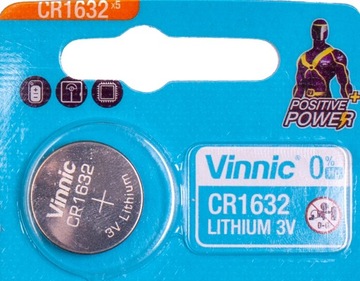 CR1632 x5
POSITIVE
POWER+
Vinnic
CR1632
+
3V Lithium
Vinnic
0%
CR1632
LITHIUM 3V